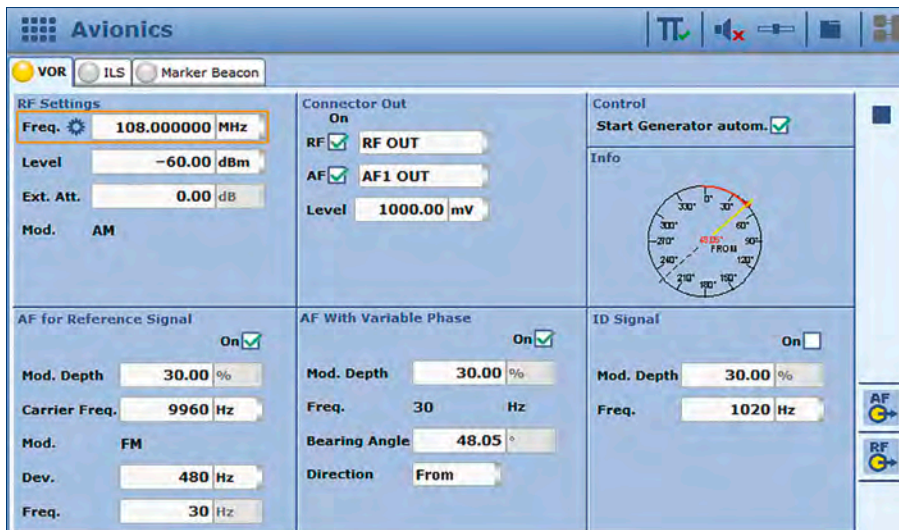 Avionics
VOR ILS Marker Beacon
RF Settings
Freq. 108.000000 MHz
Level -60.00 dBm
Ext. Att. 0.00 dB
Mod. AM
Connector Out
On
RF RF OUT
AF AF1 OUT
Level 1000.00 mV
Control
Start Generator autom.
Info
0°
330° 30°
300° 60°
270° 90°
48.05°
FROM
240° 120°
210° 180° 150°
AF for Reference Signal
On
Mod. Depth 30.00 %
Carrier Freq. 9960 Hz
Mod. FM
Dev. 480 Hz
Freq. 30 Hz
AF With Variable Phase
On
Mod. Depth 30.00 %
Freq. 30 Hz
Bearing Angle 48.05 °
Direction From
ID Signal
On
Mod. Depth 30.00 %
Freq. 1020 Hz
AF
RF